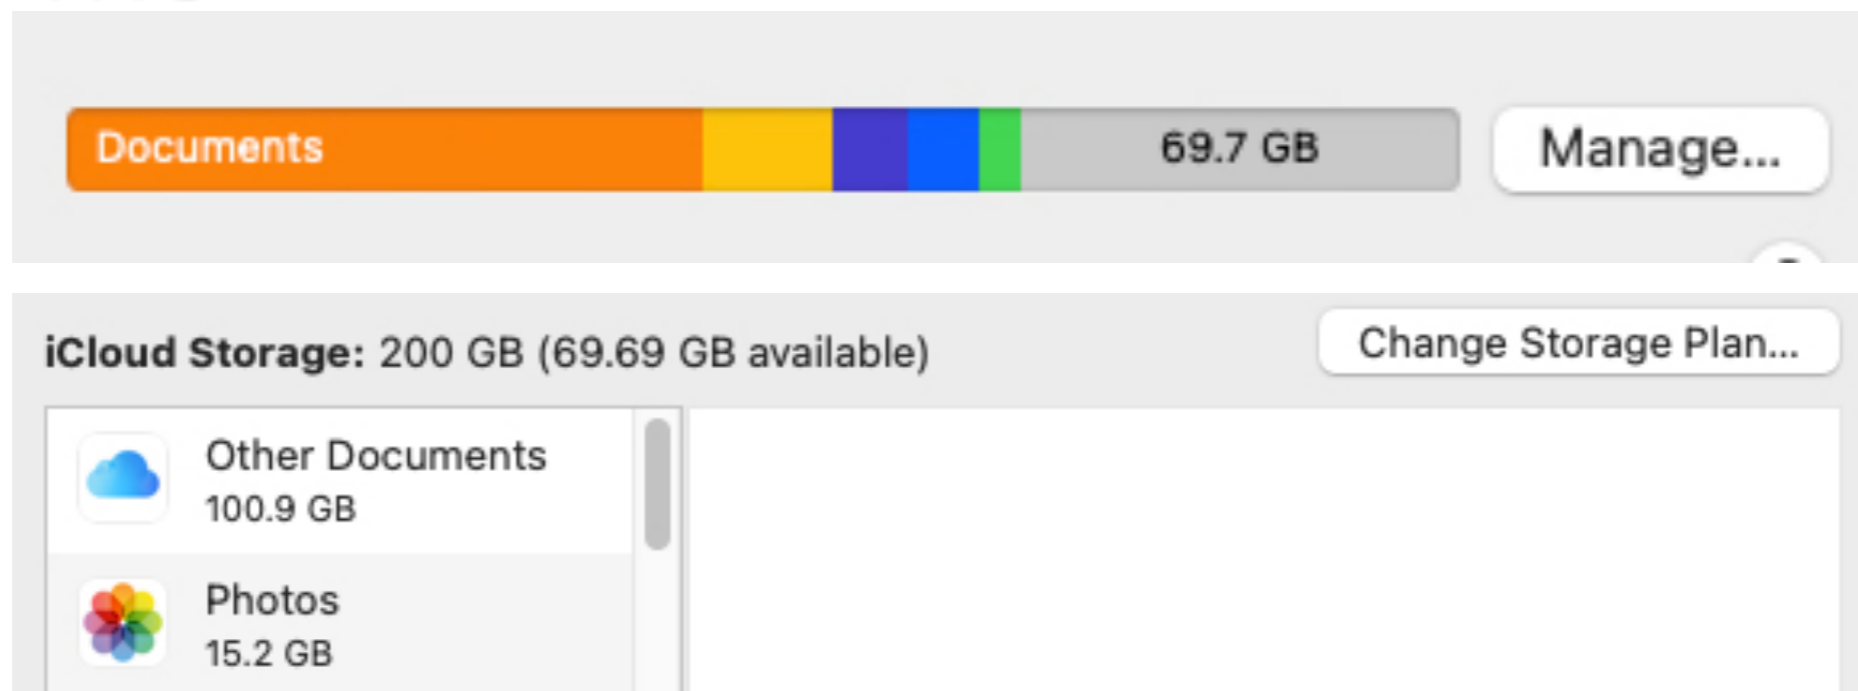 Documents
69.7 GB
Manage...
iCloud Storage: 200 GB (69.69 GB available)
Change Storage Plan...
Other Documents
100.9 GB
Photos
15.2 GB